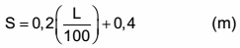 S = 0,2(L/100) + 0,4 (m)